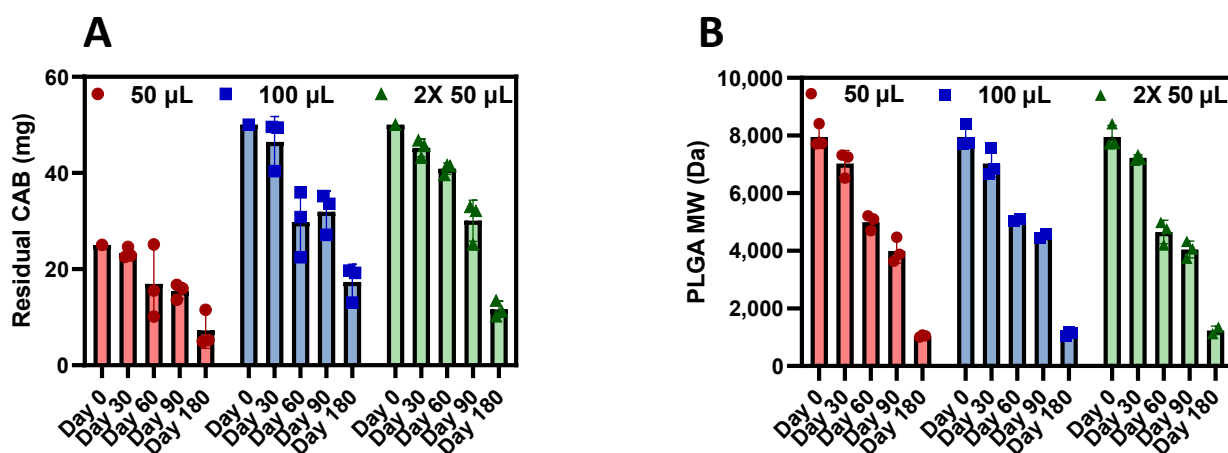 A
Residual CAB (mg)
60
40
20
0
50 µL
100 µL
2X 50 µL
Day 0
Day 30
Day 60
Day 90
Day 180
Day 0
Day 30
Day 60
Day 90
Day 180
Day 0
Day 30
Day 60
Day 90
Day 180
B
PLGA MW (Da)
10,000
8,000
6,000
4,000
2,000
0
50 µL
100 µL
2X 50 µL
Day 0
Day 30
Day 60
Day 90
Day 180
Day 0
Day 30
Day 60
Day 90
Day 180
Day 0
Day 30
Day 60
Day 90
Day 180